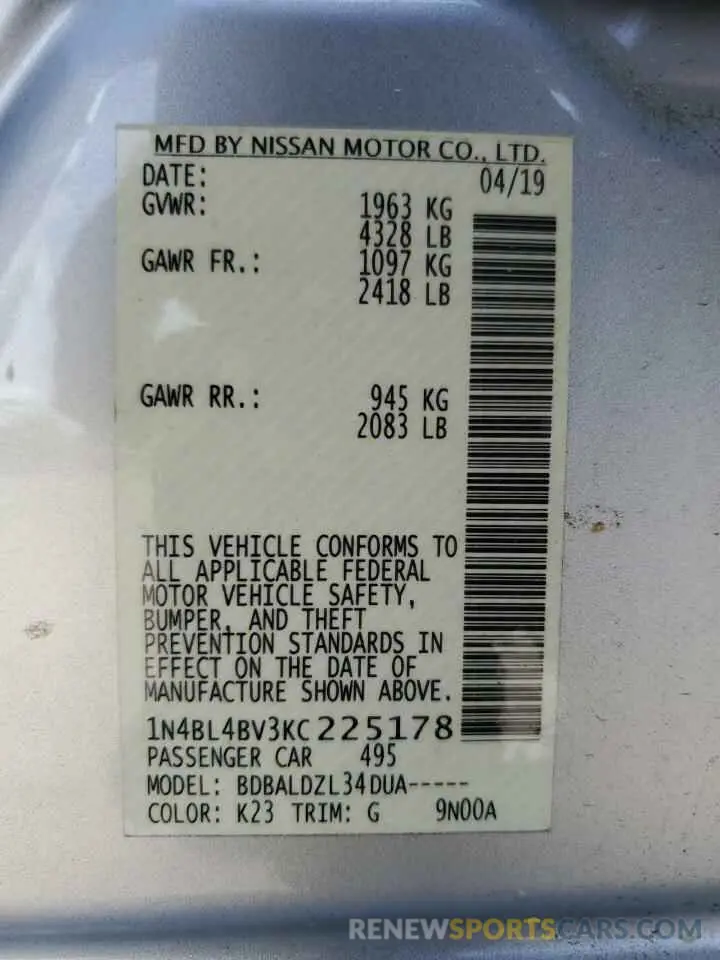 MFD BY NISSAN MOTOR CO., LTD.
DATE: 04/19
GVWR: 1963 KG
4328 LB
GAWR FR.: 1097 KG
2418 LB
GAWR RR.: 945 KG
2083 LB
THIS VEHICLE CONFORMS TO
ALL APPLICABLE FEDERAL
MOTOR VEHICLE SAFETY,
BUMPER, AND THEFT
PREVENTION STANDARDS IN
EFFECT ON THE DATE OF
MANUFACTURE SHOWN ABOVE.
1N4BL4BV3KC225178
PASSENGER CAR 495
MODEL: BDBALDZL34DUA-----
COLOR: K23 TRIM: G 9N00A
RENEWSPORTSCARS.COM